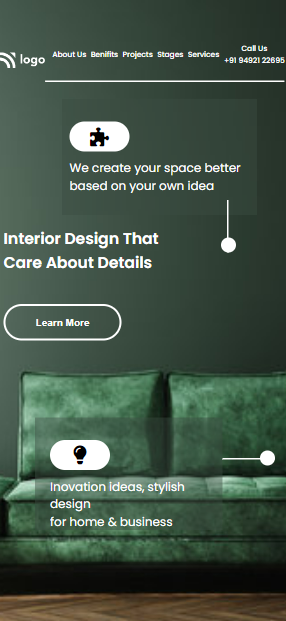 logo
About Us Benifits Projects Stages Services
Call Us
+91 94921 22695
We create your space better
based on your own idea
Interior Design That
Care About Details
Learn More
Inovation ideas, stylish
design
for home & business